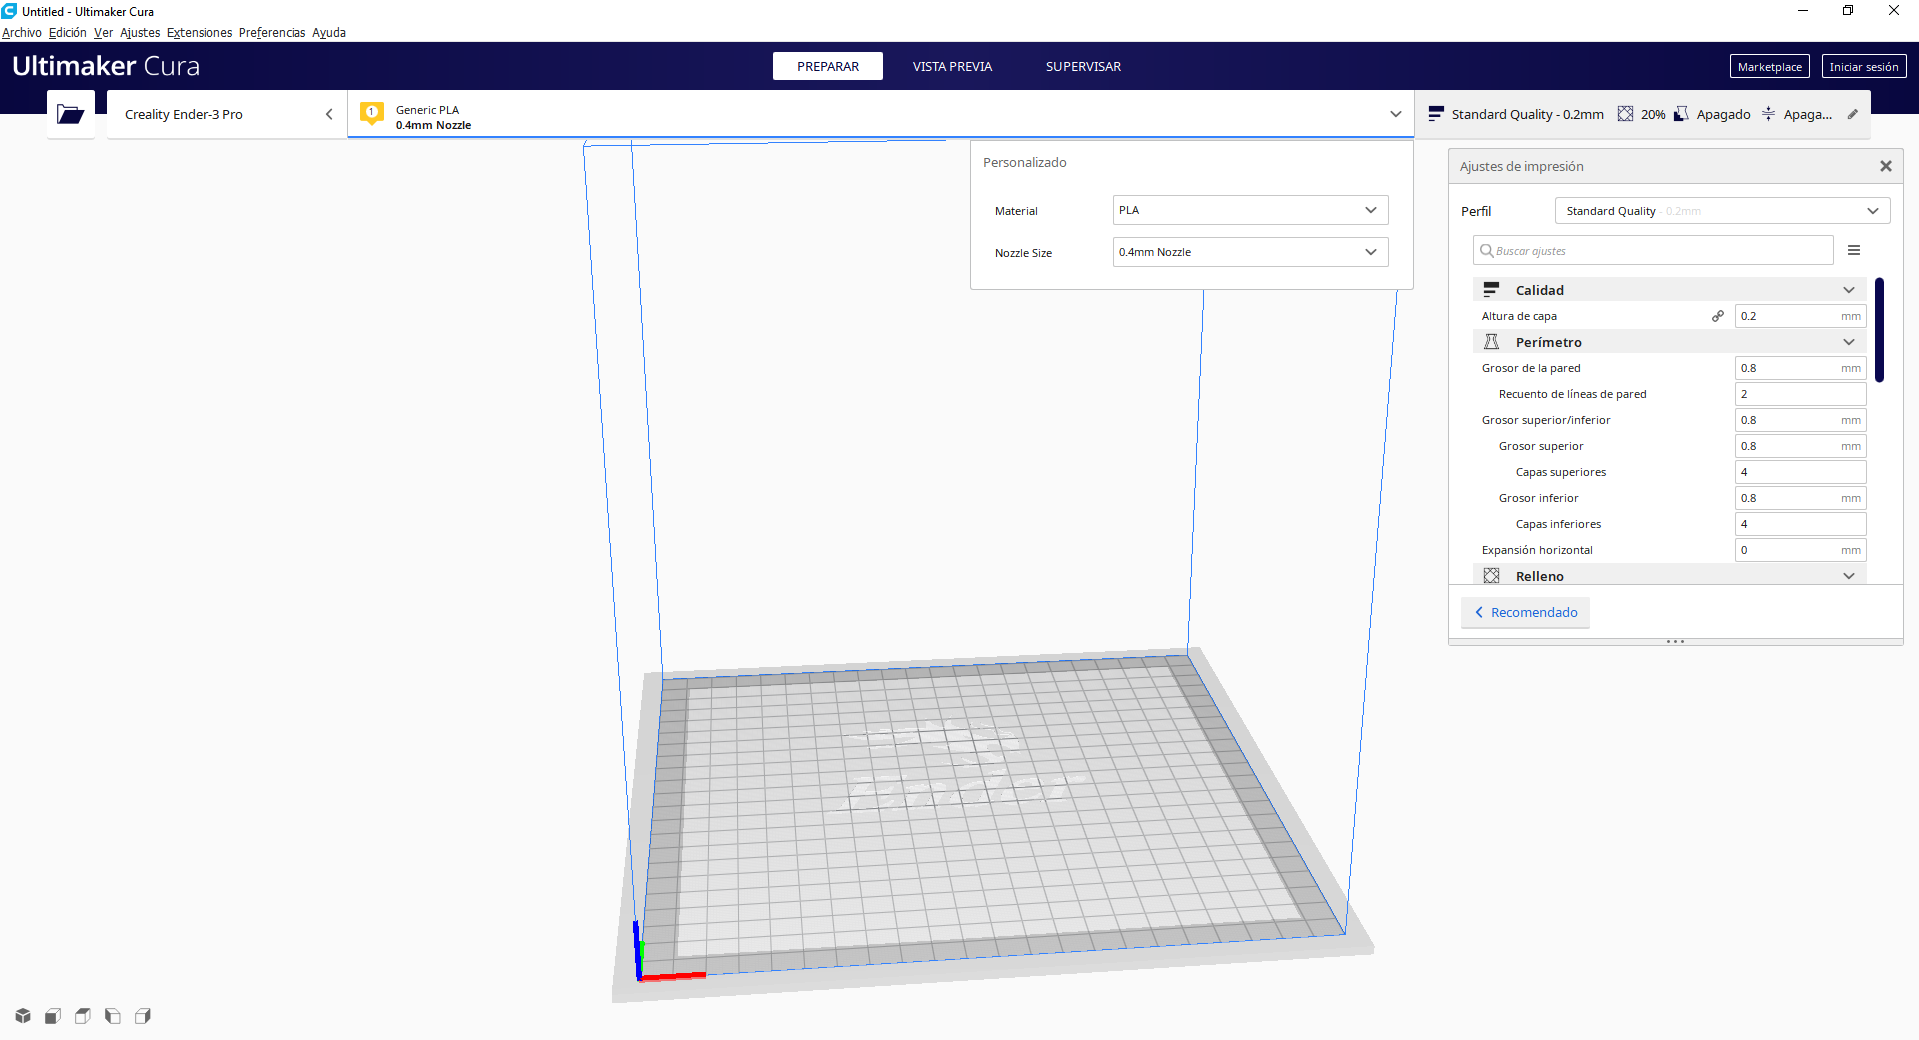 Untitled - Ultimaker Cura
Archivo Edición Ver Ajustes Extensiones Preferencias Ayuda
Ultimaker Cura
PREPARAR VISTA PREVIA SUPERVISAR
Marketplace Iniciar sesión
Creality Ender-3 Pro
1
Generic PLA
0.4mm Nozzle
Standard Quality - 0.2mm 20% Apagado Apaga...
Personalizado
Material PLA
Nozzle Size 0.4mm Nozzle
Ajustes de impresión
Perfil Standard Quality - 0.2mm
Buscar ajustes
Calidad
Altura de capa 0.2 mm
Perímetro
Grosor de la pared 0.8 mm
Recuento de líneas de pared 2
Grosor superior/inferior 0.8 mm
Grosor superior 0.8 mm
Capas superiores 4
Grosor inferior 0.8 mm
Capas inferiores 4
Expansión horizontal 0 mm
Relleno
Recomendado
Ender